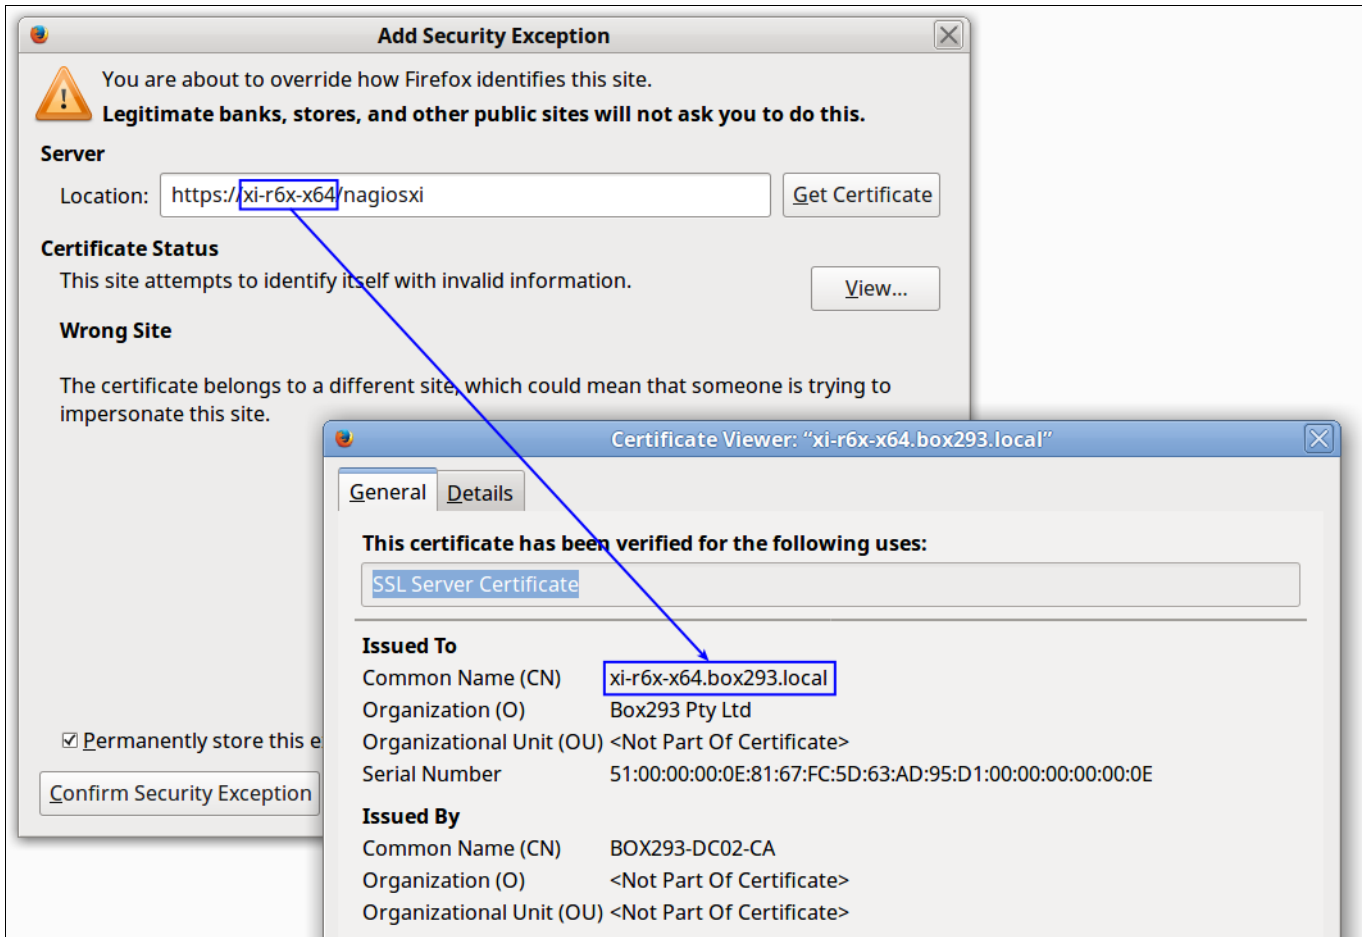 Add Security Exception
You are about to override how Firefox identifies this site.
Legitimate banks, stores, and other public sites will not ask you to do this.
Server
Location: https://xi-r6x-x64/nagiosxi Get Certificate
Certificate Status
This site attempts to identify itself with invalid information.
View...
Wrong Site
The certificate belongs to a different site, which could mean that someone is trying to
impersonate this site.
Permanently store this e
Confirm Security Exception
Certificate Viewer: “xi-r6x-x64.box293.local”
General Details
This certificate has been verified for the following uses:
SSL Server Certificate
Issued To
Common Name (CN) xi-r6x-x64.box293.local
Organization (O) Box293 Pty Ltd
Organizational Unit (OU) <Not Part Of Certificate>
Serial Number 51:00:00:00:0E:81:67:FC:5D:63:AD:95:D1:00:00:00:00:00:0E
Issued By
Common Name (CN) BOX293-DC02-CA
Organization (O) <Not Part Of Certificate>
Organizational Unit (OU) <Not Part Of Certificate>